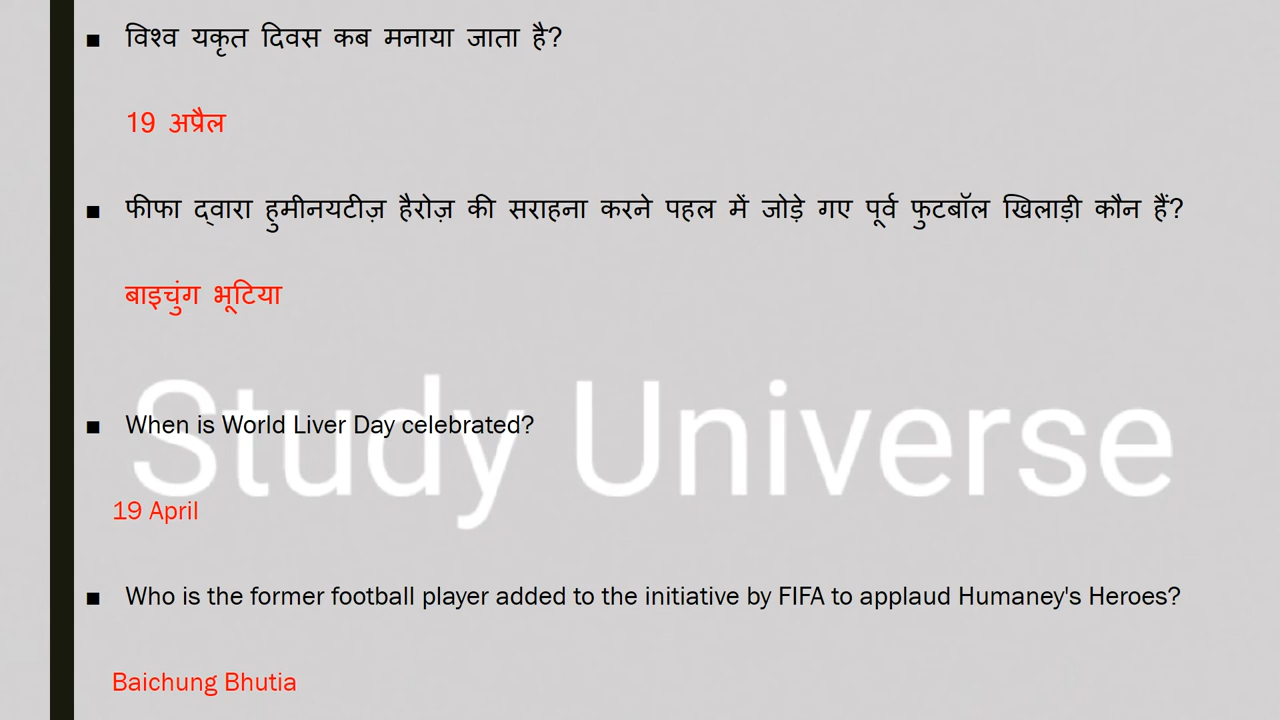 ▪ विश्व यकृत दिवस कब मनाया जाता है?
19 अप्रैल
▪ फीफा द्वारा हुमीनयटीज़ हैरोज़ की सराहना करने पहल में जोड़े गए पूर्व फुटबॉल खिलाड़ी कौन हैं?
बाइचुंग भूटिया
Study Universe
▪ When is World Liver Day celebrated?
19 April
▪ Who is the former football player added to the initiative by FIFA to applaud Humaney's Heroes?
Baichung Bhutia